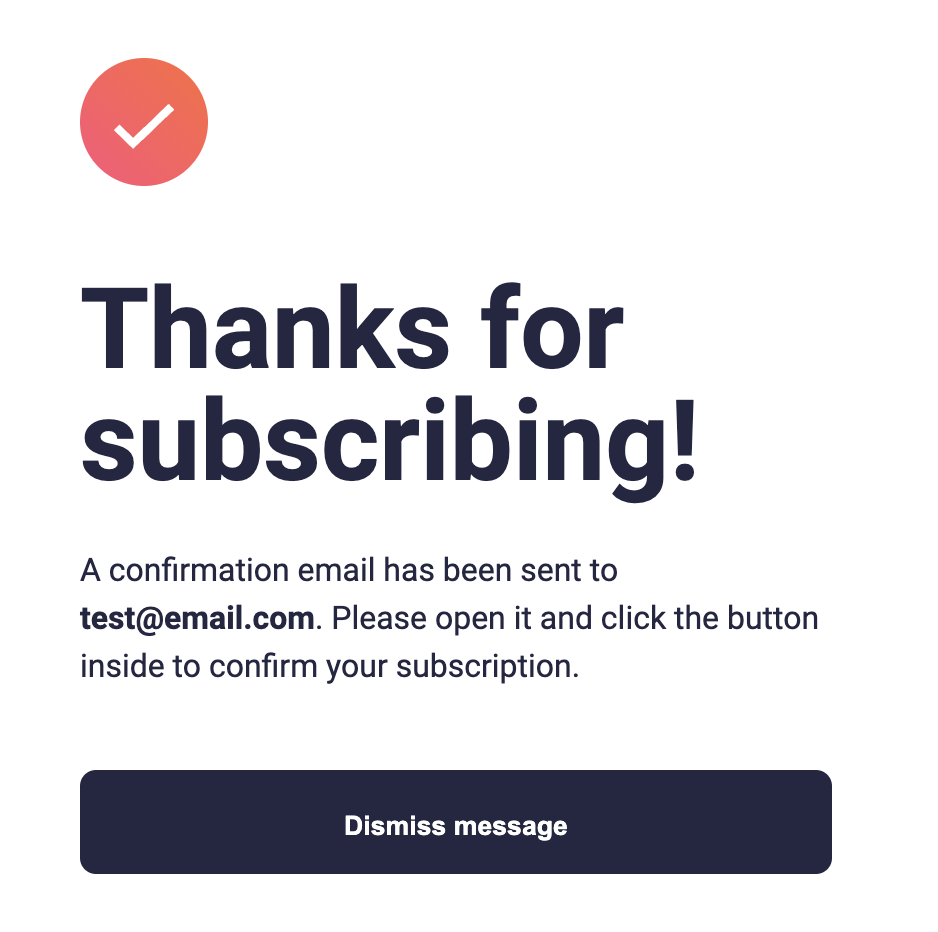 Thanks for
subscribing!
A confirmation email has been sent to
test@email.com. Please open it and click the button
inside to confirm your subscription.
Dismiss message